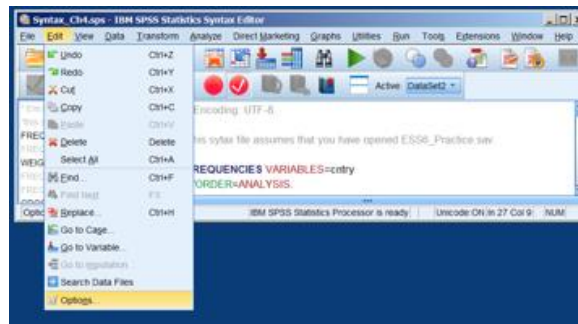 Syntax_Ch4.sps - IBM SPSS Statistics Syntax Editor
File Edit View Data Transform Analyze Direct Marketing Graphs Utilities Run Tools Extensions Window Help
Undo Ctrl+Z
Redo Ctrl+Y
Cut Ctrl+X
Copy Ctrl+C
Paste Ctrl+V
Delete Delete
Select All Ctrl+A
Find... Ctrl+F
Find Next F3
Replace... Ctrl+H
Go to Case...
Go to Variable...
Go to Imputation...
Search Data Files
Options...
Active: DataSet2
Encoding: UTF-8.
his sytax file assumes that you have opened ESS6_Practice.sav.
REQUENCIES VARIABLES=cntry
/ORDER=ANALYSIS.
FREQ
WEIG
Optio
IBM SPSS Statistics Processor is ready
Unicode:ON
In 27 Col 9
NUM